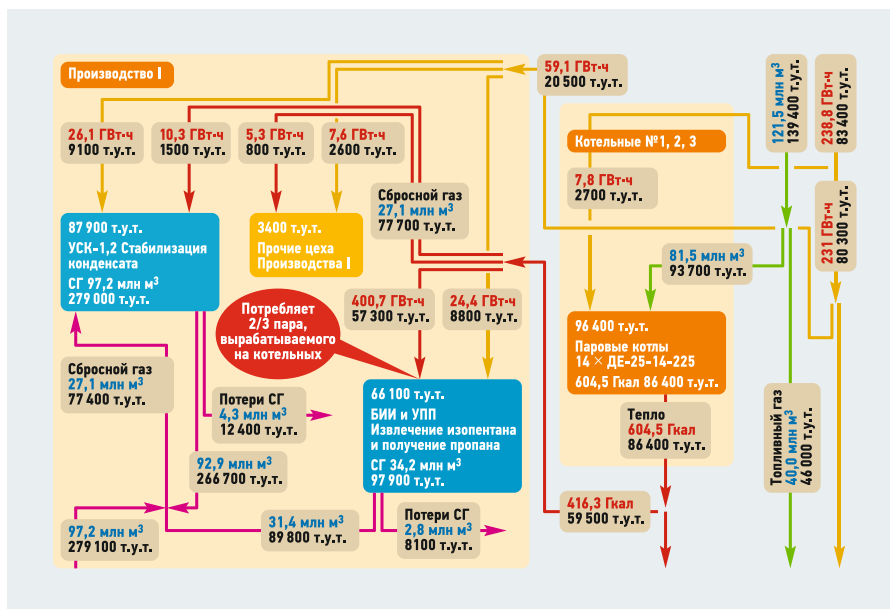 Производство I
59,1 ГВт·ч
20 500 т.у.т.
121,5 млн м³
139 400 т.у.т.
238,8 ГВт·ч
83 400 т.у.т.
26,1 ГВт·ч
9100 т.у.т.
10,3 ГВт·ч
1500 т.у.т.
5,3 ГВт·ч
800 т.у.т.
7,6 ГВт·ч
2600 т.у.т.
Котельные №1, 2, 3
7,8 ГВт·ч
2700 т.у.т.
Сбросной газ
27,1 млн м³
77 700 т.у.т.
231 ГВт·ч
80 300 т.у.т.
87 900 т.у.т.
УСК-1,2 Стабилизация
конденсата
СГ 97,2 млн м³
279 000 т.у.т.
3400 т.у.т.
Прочие цеха
Производства I
81,5 млн м³
93 700 т.у.т.
Потребляет
2/3 пара,
вырабатываемого
на котельных
400,7 ГВт·ч
57 300 т.у.т.
24,4 ГВт·ч
8800 т.у.т.
96 400 т.у.т.
Паровые котлы
14 × ДЕ-25-14-225
604,5 Гкал 86 400 т.у.т.
Сбросной газ
27,1 млн м³
77 400 т.у.т.
Потери СГ
4,3 млн м³
12 400 т.у.т.
66 100 т.у.т.
БИИ и УПП
Извлечение изопентана
и получение пропана
СГ 34,2 млн м³
97 900 т.у.т.
Тепло
604,5 Гкал
86 400 т.у.т.
Топливный газ
40,0 млн м³
46 000 т.у.т.
92,9 млн м³
266 700 т.у.т.
97,2 млн м³
279 100 т.у.т.
31,4 млн м³
89 800 т.у.т.
Потери СГ
2,8 млн м³
8100 т.у.т.
416,3 Гкал
59 500 т.у.т.